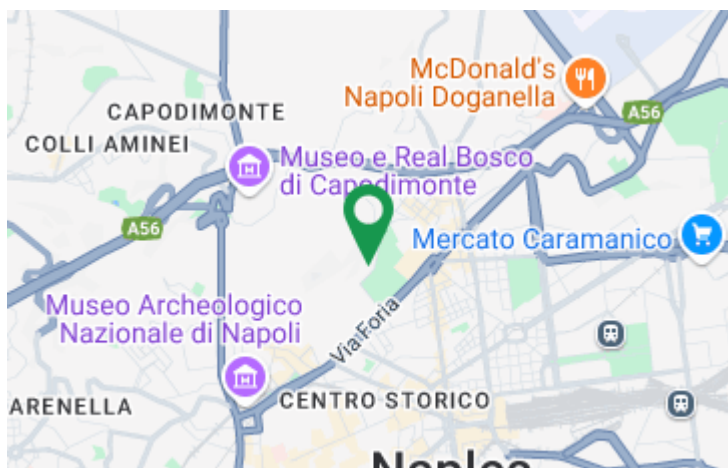 McDonald's
Napoli Doganella
A56
CAPODIMONTE
COLLI AMINEI
Museo e Real Bosco
di Capodimonte
A56
Mercato Caramanico
Museo Archeologico
Nazionale di Napoli
Via Foria
ARENELLA
CENTRO STORICO
Naples